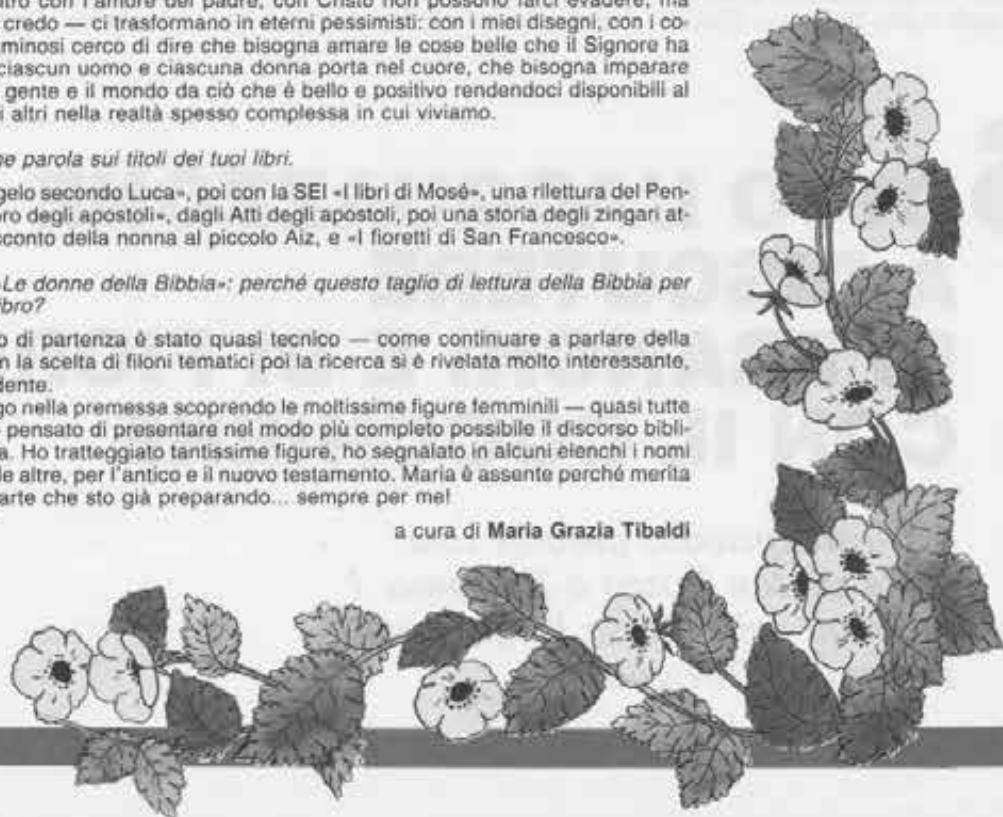 ntro con l'amore del padre, con Cristo non possono farci evadere, ma
credo — ci trasformano in eterni pessimisti: con i miei disegni, con i co-
uminosi cerco di dire che bisogna amare le cose belle che il Signore ha
ciascun uomo e ciascuna donna porta nel cuore, che bisogna imparare
gente e il mondo da ciò che è bello e positivo rendendoci disponibili al
i altri nella realtà spesso complessa in cui viviamo.
ne parola sui titoli dei tuoi libri.
gelo secondo Luca», poi con la SEI «I libri di Mosé», una rilettura del Pen-
oro degli apostoli», dagli Atti degli apostoli, poi una storia degli zingari at-
cconto della nonna al piccolo Aiz, e «I fioretti di San Francesco».
Le donne della Bibbia»: perché questo taglio di lettura della Bibbia per
ibro?
o di partenza è stato quasi tecnico — come continuare a parlare della
n la scelta di filoni tematici poi la ricerca si è rivelata molto interessante,
dente.
go nella premessa scoprendo le moltissime figure femminili — quasi tutte
pensato di presentare nel modo più completo possibile il discorso bibli-
a. Ho tratteggiato tantissime figure, ho segnalato in alcuni elenchi i nomi
le altre, per l'antico e il nuovo testamento. Maria è assente perché merita
arte che sto già preparando... sempre per me!
a cura di Maria Grazia Tibaldi